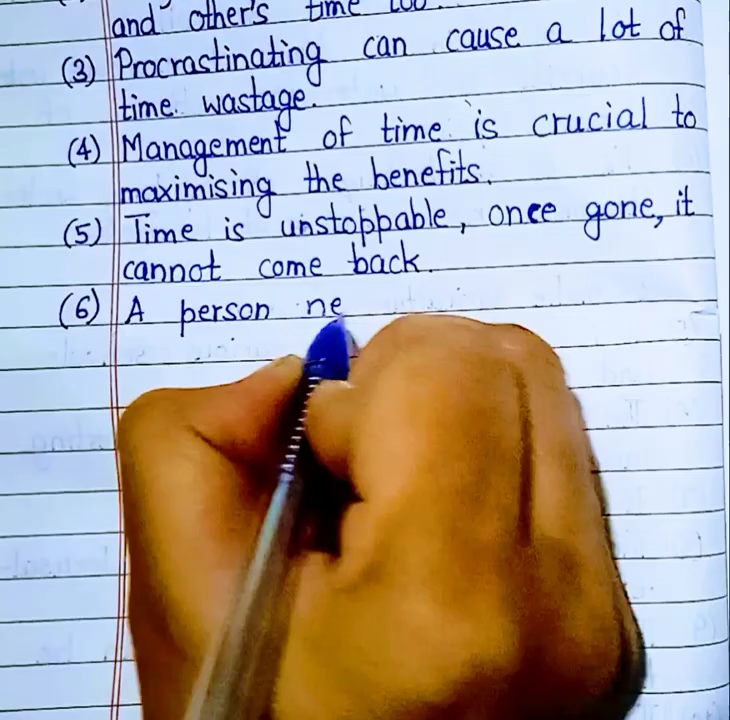 and other's time too.
(3) Procrastinating can cause a lot of
time wastage.
(4) Management of time is crucial to
maximising the benefits.
(5) Time is unstoppable, once gone, it
cannot come back.
(6) A person ne